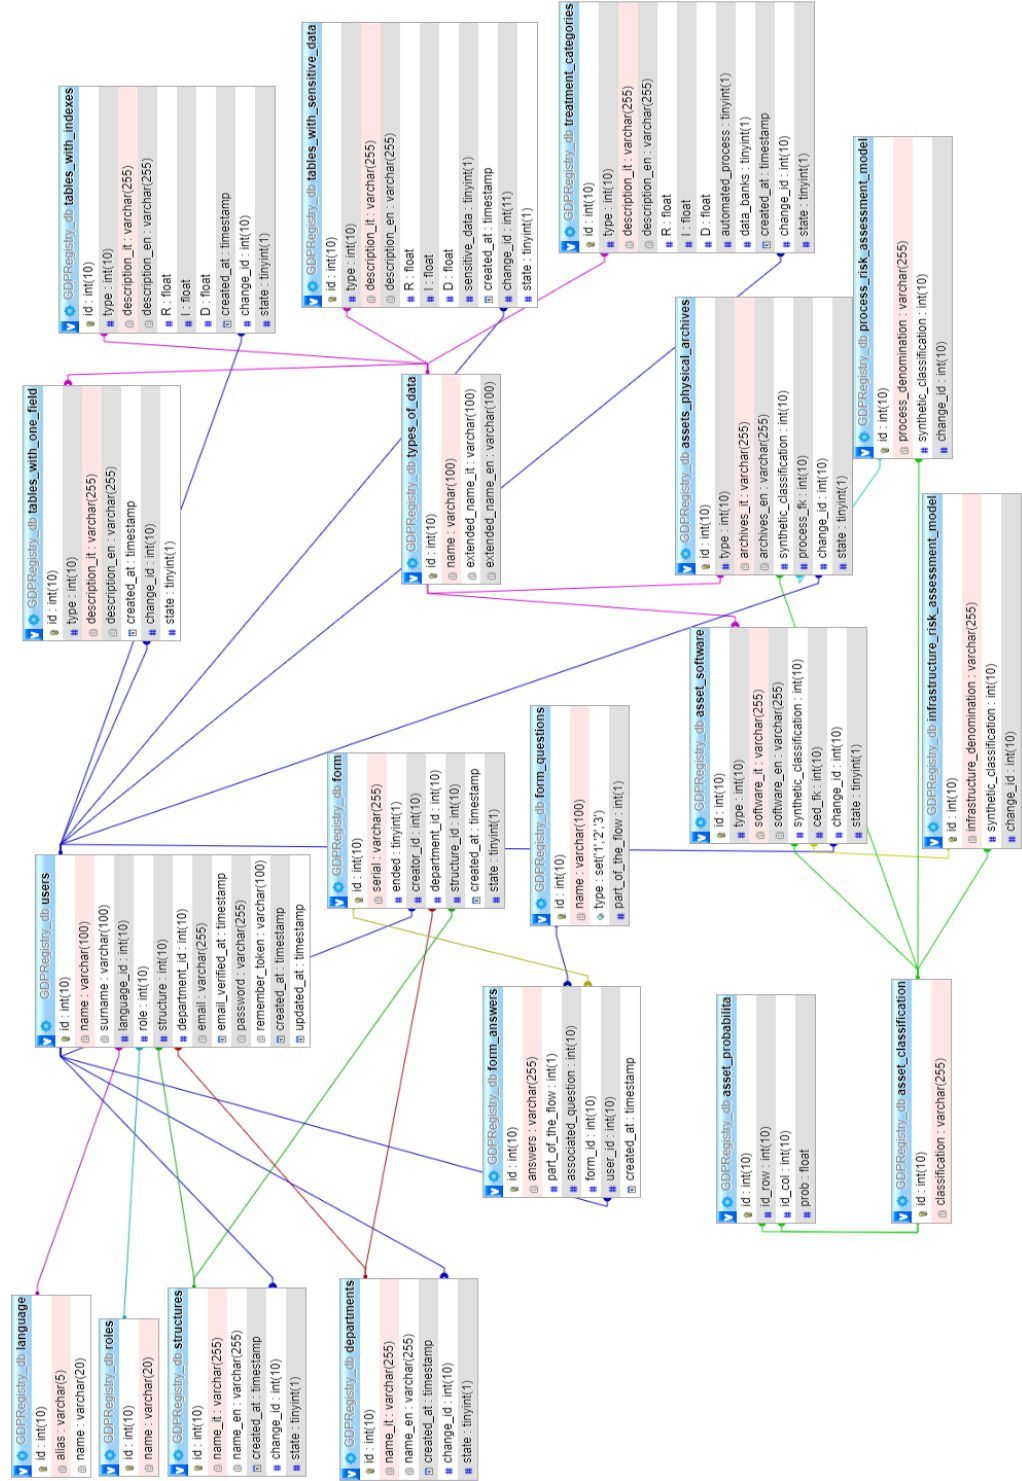 GDPRegistry_db language
id : int(10)
alias : varchar(5)
name : varchar(20)
GDPRegistry_db roles
id : int(10)
name : varchar(20)
GDPRegistry_db structures
id : int(10)
name_it : varchar(255)
name_en : varchar(255)
created_at : timestamp
change_id : int(10)
state : tinyint(1)
GDPRegistry_db departments
id : int(10)
name_it : varchar(255)
name_en : varchar(255)
created_at : timestamp
change_id : int(10)
state : tinyint(1)
GDPRegistry_db users
id : int(10)
name : varchar(100)
surname : varchar(100)
language_id : int(10)
role : int(10)
structure : int(10)
department_id : int(10)
email : varchar(255)
email_verified_at : timestamp
password : varchar(255)
remember_token : varchar(100)
created_at : timestamp
updated_at : timestamp
GDPRegistry_db form
id : int(10)
serial : varchar(255)
ended : tinyint(1)
creator_id : int(10)
department_id : int(10)
structure_id : int(10)
created_at : timestamp
state : tinyint(1)
GDPRegistry_db form_answers
id : int(10)
answers : varchar(255)
part_of_the_flow : int(1)
associated_question : int(10)
form_id : int(10)
user_id : int(10)
created_at : timestamp
GDPRegistry_db form_questions
id : int(10)
name : varchar(100)
type : set('1','2','3')
part_of_the_flow : int(1)
GDPRegistry_db asset_probabilita
id : int(10)
id_row : int(10)
id_col : int(10)
prob : float
GDPRegistry_db asset_classification
id : int(10)
classification : varchar(255)
GDPRegistry_db tables_with_one_field
id : int(10)
type : int(10)
description_it : varchar(255)
description_en : varchar(255)
created_at : timestamp
change_id : int(10)
state : tinyint(1)
GDPRegistry_db types_of_data
id : int(10)
name : varchar(100)
extended_name_it : varchar(100)
extended_name_en : varchar(100)
GDPRegistry_db asset_software
id : int(10)
type : int(10)
software_it : varchar(255)
software_en : varchar(255)
synthetic_classification : int(10)
ced_fk : int(10)
change_id : int(10)
state : tinyint(1)
GDPRegistry_db infrastructure_risk_assessment_model
id : int(10)
infrastructure_denomination : varchar(255)
synthetic_classification : int(10)
change_id : int(10)
GDPRegistry_db tables_with_indexes
id : int(10)
type : int(10)
description_it : varchar(255)
description_en : varchar(255)
R : float
I : float
D : float
created_at : timestamp
change_id : int(10)
state : tinyint(1)
GDPRegistry_db tables_with_sensitive_data
id : int(10)
type : int(10)
description_it : varchar(255)
description_en : varchar(255)
R : float
I : float
D : float
sensitive_data : tinyint(1)
created_at : timestamp
change_id : int(11)
state : tinyint(1)
GDPRegistry_db treatment_categories
id : int(10)
type : int(10)
description_it : varchar(255)
description_en : varchar(255)
R : float
I : float
D : float
automated_process : tinyint(1)
data_banks : tinyint(1)
created_at : timestamp
change_id : int(10)
state : tinyint(1)
GDPRegistry_db assets_physical_archives
id : int(10)
type : int(10)
archives_it : varchar(255)
archives_en : varchar(255)
synthetic_classification : int(10)
process_fk : int(10)
change_id : int(10)
state : tinyint(1)
GDPRegistry_db process_risk_assessment_model
id : int(10)
process_denomination : varchar(255)
synthetic_classification : int(10)
change_id : int(10)